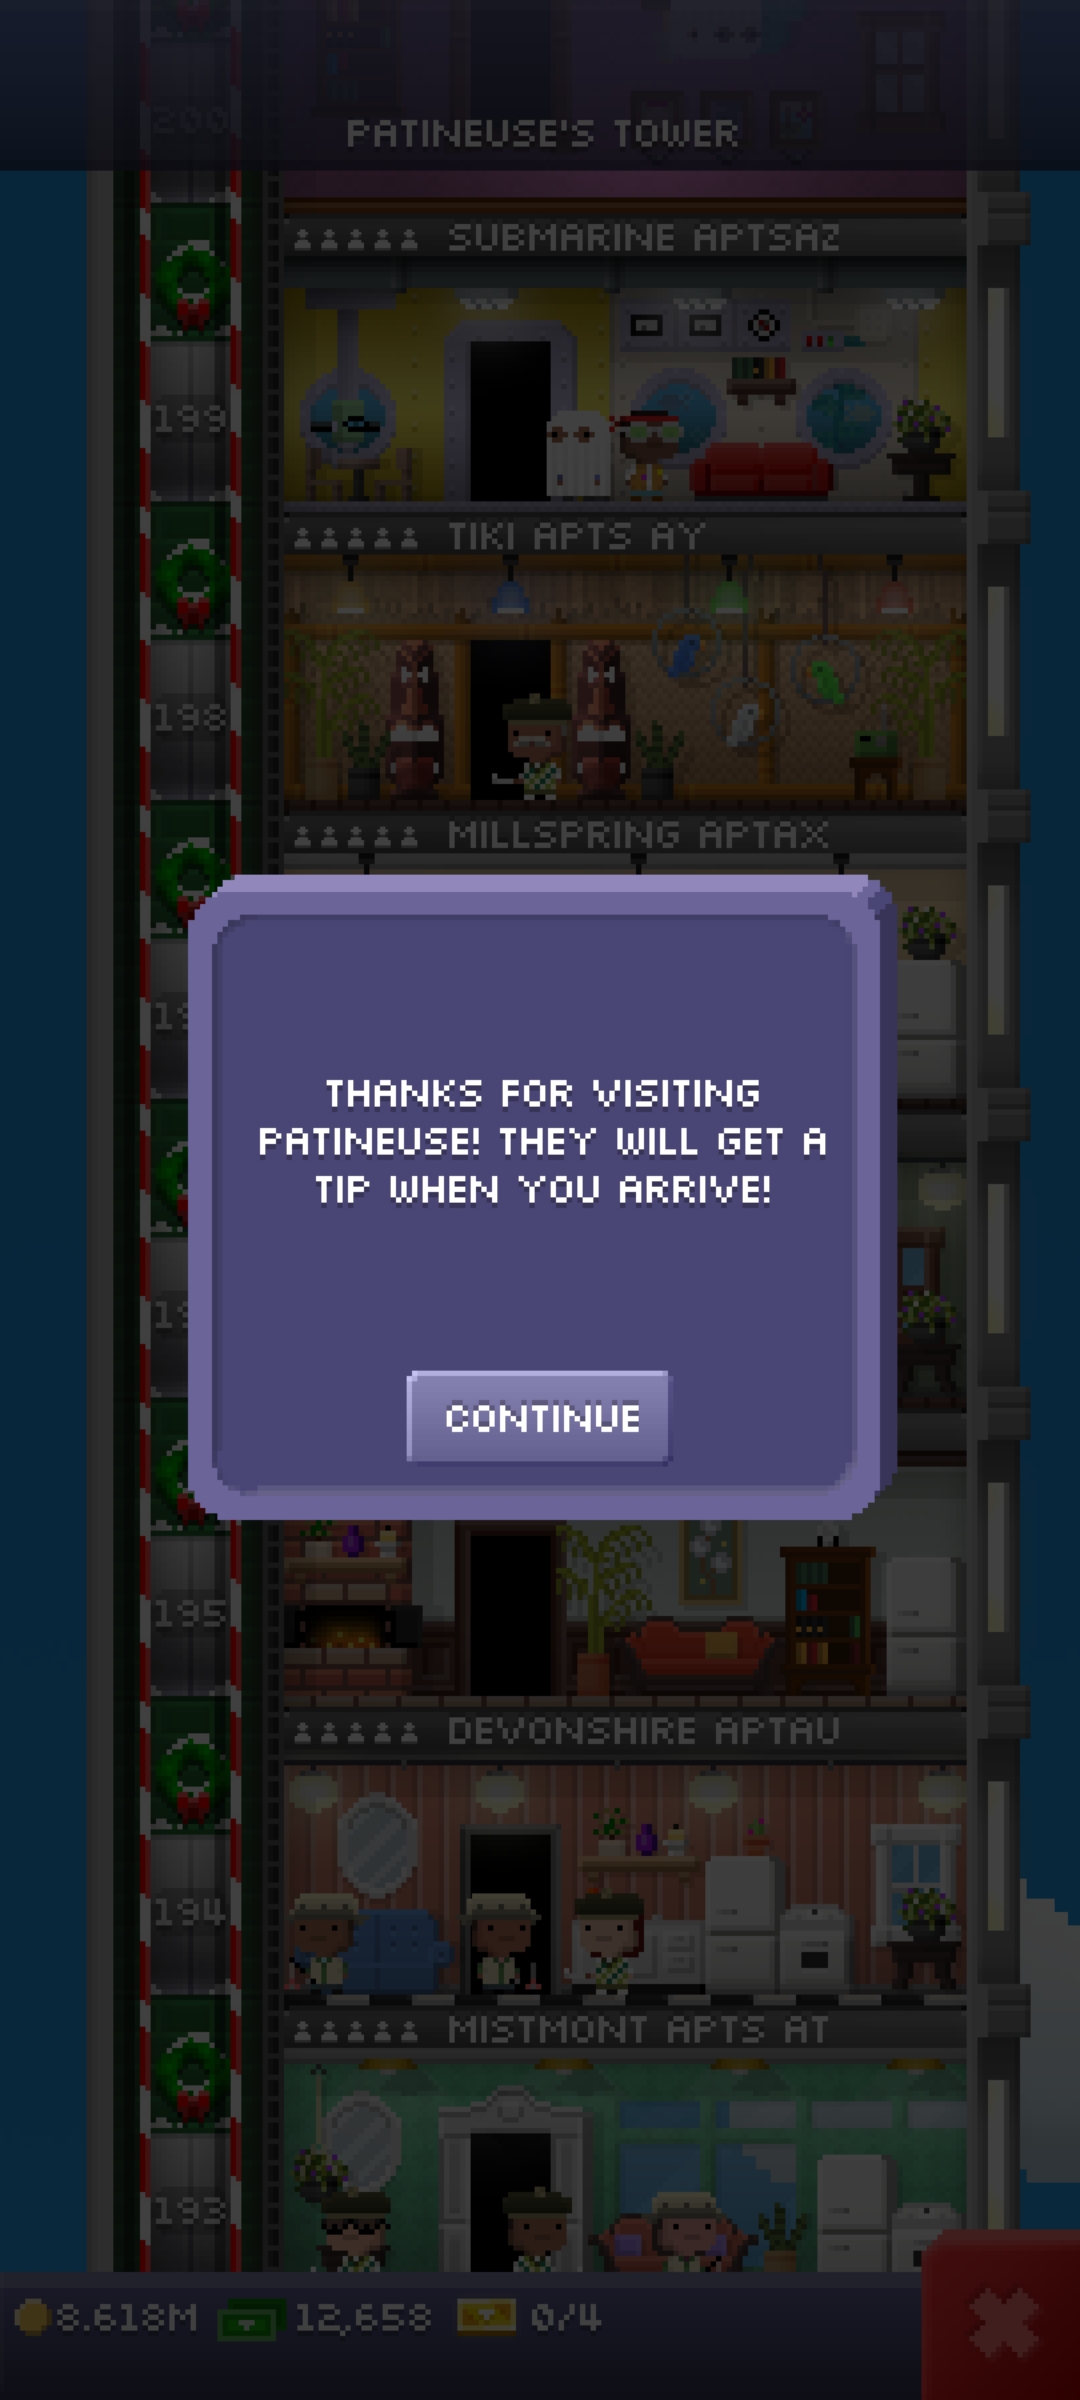 200
PATINEUSE'S TOWER
SUBMARINE APTSAZ
199
TIKI APTS AY
198
MILLSPRING APTAX
THANKS FOR VISITING
PATINEUSE! THEY WILL GET A
TIP WHEN YOU ARRIVE!
CONTINUE
195
DEVONSHIRE APTAU
194
MISTMONT APTS AT
193
8.618M 12,658 0/4